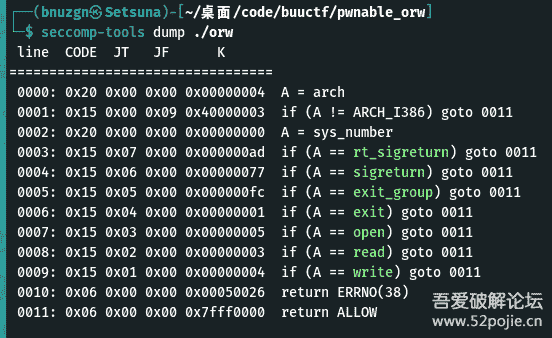 (bnuzgn㉿Setsuna)-[~/桌面/code/buuctf/pwnable_orw]
$ seccomp-tools dump ./orw
line  CODE  JT   JF      K
=================================
0000: 0x20 0x00 0x00 0x00000004  A = arch
0001: 0x15 0x00 0x09 0x40000003  if (A != ARCH_I386) goto 0011
0002: 0x20 0x00 0x00 0x00000000  A = sys_number
0003: 0x15 0x07 0x00 0x000000ad  if (A == rt_sigreturn) goto 0011
0004: 0x15 0x06 0x00 0x00000077  if (A == sigreturn) goto 0011
0005: 0x15 0x05 0x00 0x000000fc  if (A == exit_group) goto 0011
0006: 0x15 0x04 0x00 0x00000001  if (A == exit) goto 0011
0007: 0x15 0x03 0x00 0x00000005  if (A == open) goto 0011
0008: 0x15 0x02 0x00 0x00000003  if (A == read) goto 0011
0009: 0x15 0x01 0x00 0x00000004  if (A == write) goto 0011
0010: 0x06 0x00 0x00 0x00050026  return ERRNO(38)
0011: 0x06 0x00 0x00 0x7fff0000  return ALLOW
吾爱破解论坛
www.52pojie.cn